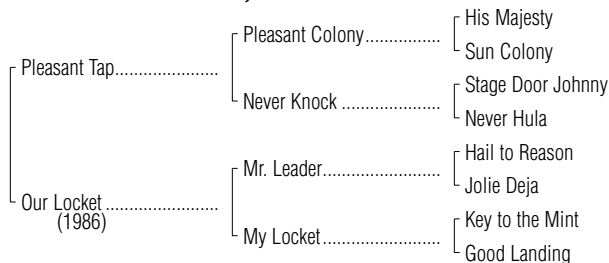 His Majesty
Pleasant Colony.................
Sun Colony
Pleasant Tap.......................
Stage Door Johnny
Never Knock ......................
Never Hula
Hail to Reason
Mr. Leader..........................
Jolie Deja
Our Locket .........................
(1986)
Key to the Mint
My Locket..........................
Good Landing